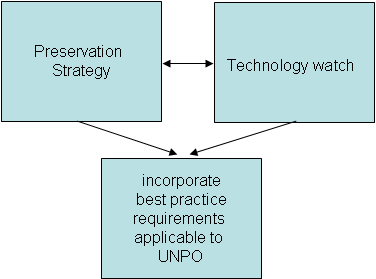 Preservation
Strategy
Technology watch
incorporate
best practice
requirements
applicable to
UNPO